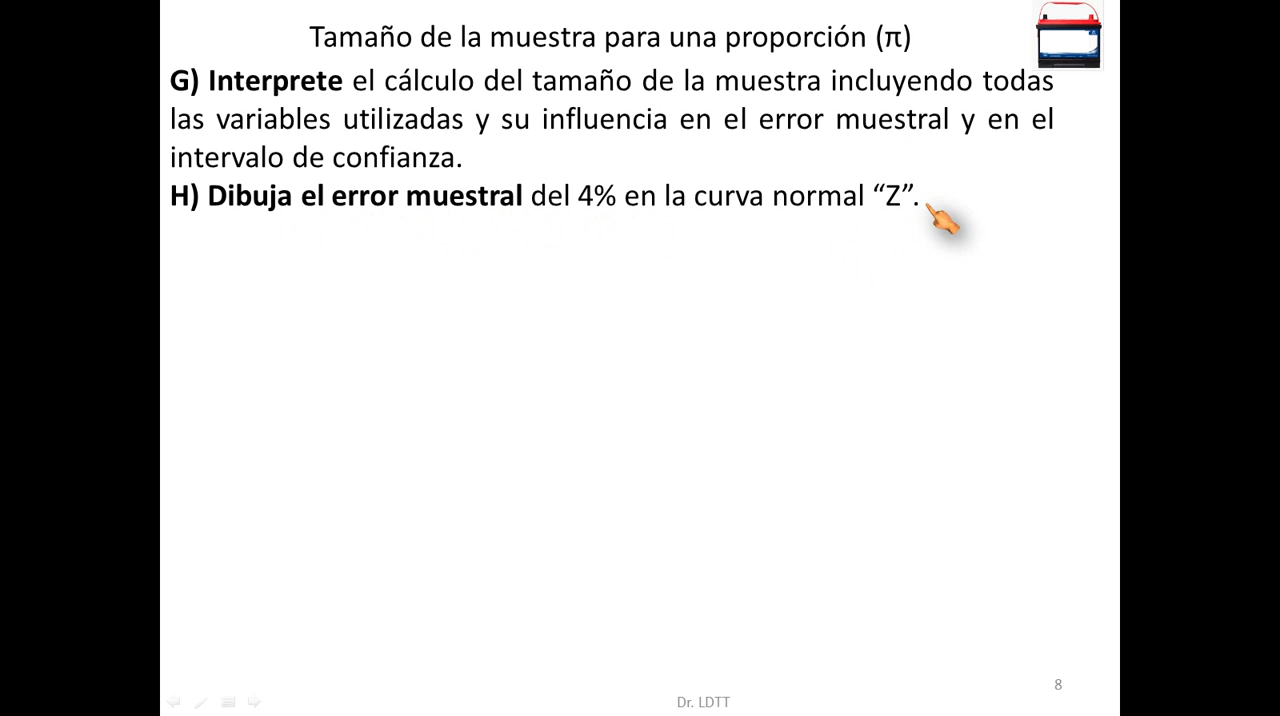 Tamaño de la muestra para una proporción (π)
G) Interprete el cálculo del tamaño de la muestra incluyendo todas
las variables utilizadas y su influencia en el error muestral y en el
intervalo de confianza.
H) Dibuja el error muestral del 4% en la curva normal “Z”.
8
Dr. LDTT